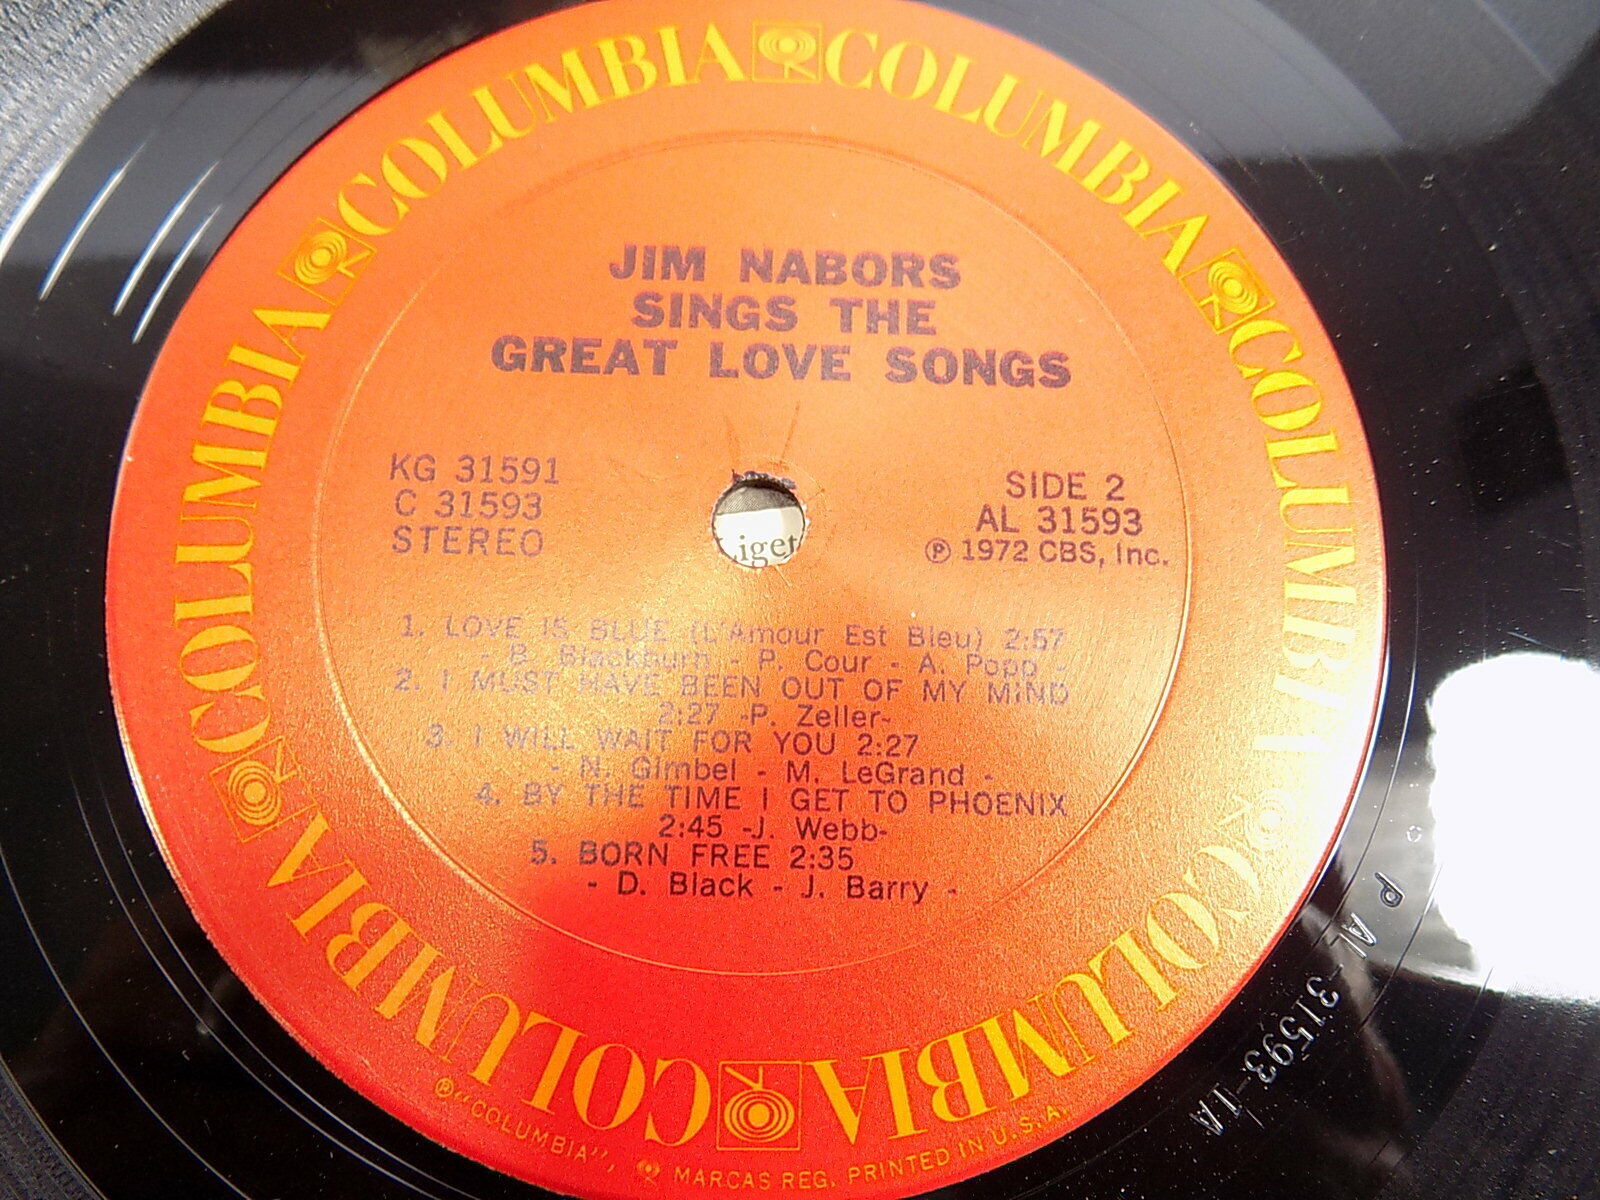 COLUMBIA COLUMBIA COLUMBIA COLUMBIA COLUMBIA COLUMBIA COLUMBIA COLUMBIA
JIM NABORS
SINGS THE
GREAT LOVE SONGS
KG 31591
C 31593
STEREO
SIDE 2
AL 31593
℗ 1972 CBS, Inc.
iget
1. LOVE IS BLUE (L'Amour Est Bleu) 2:57
- B. Blackburn - P. Cour - A. Popp -
2. I MUST HAVE BEEN OUT OF MY MIND
2:27 -P. Zeller-
3. I WILL WAIT FOR YOU 2:27
- N. Gimbel - M. LeGrand -
4. BY THE TIME I GET TO PHOENIX
2:45 -J. Webb-
5. BORN FREE 2:35
- D. Black - J. Barry -
®"COLUMBIA", MARCAS REG. PRINTED IN U.S.A.
P AL-31593-1A